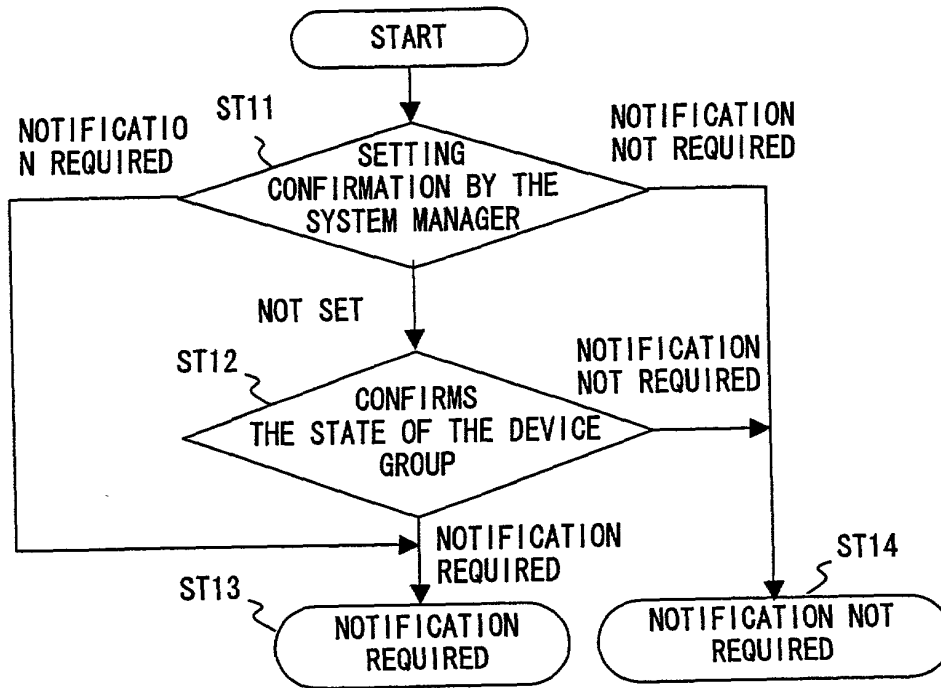 START
ST11
NOTIFICATIO
N REQUIRED
NOTIFICATION
NOT REQUIRED
SETTING
CONFIRMATION BY THE
SYSTEM MANAGER
NOT SET
ST12
NOTIFICATION
NOT REQUIRED
CONFIRMS
THE STATE OF THE DEVICE
GROUP
NOTIFICATION
REQUIRED
ST13
ST14
NOTIFICATION
REQUIRED
NOTIFICATION NOT
REQUIRED